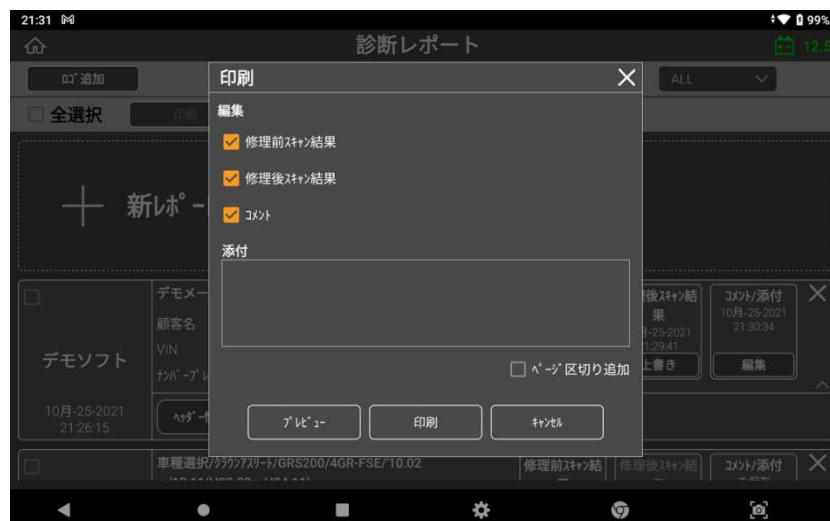 21:31 99%
診断レポート 12.5
ﾛｺﾞ追加 ALL
全選択 印刷
印刷
編集
修理前ｽｷｬﾝ結果
修理後ｽｷｬﾝ結果
ｺﾒﾝﾄ
添付
ﾍﾟｰｼﾞ区切り追加
ﾌﾟﾚﾋﾞｭｰ 印刷 ｷｬﾝｾﾙ
新ﾚﾎﾟｰ
デモソフト
10月-25-2021
21:26:15
デモメー
顧客名
VIN
ﾅﾝﾊﾞｰﾌﾟﾚ
ﾍｯﾀﾞｰ
後ｽｷｬﾝ結
果
-25-2021
21:29:41
上書き
ｺﾒﾝﾄ/添付
10月-25-2021
21:30:34
編集
車種選択/ｸﾗｳﾝｱｽﾘｰﾄ/GRS200/4GR-FSE/'10.02
修理前ｽｷｬﾝ結 修理後ｽｷｬﾝ結 ｺﾒﾝﾄ/添付